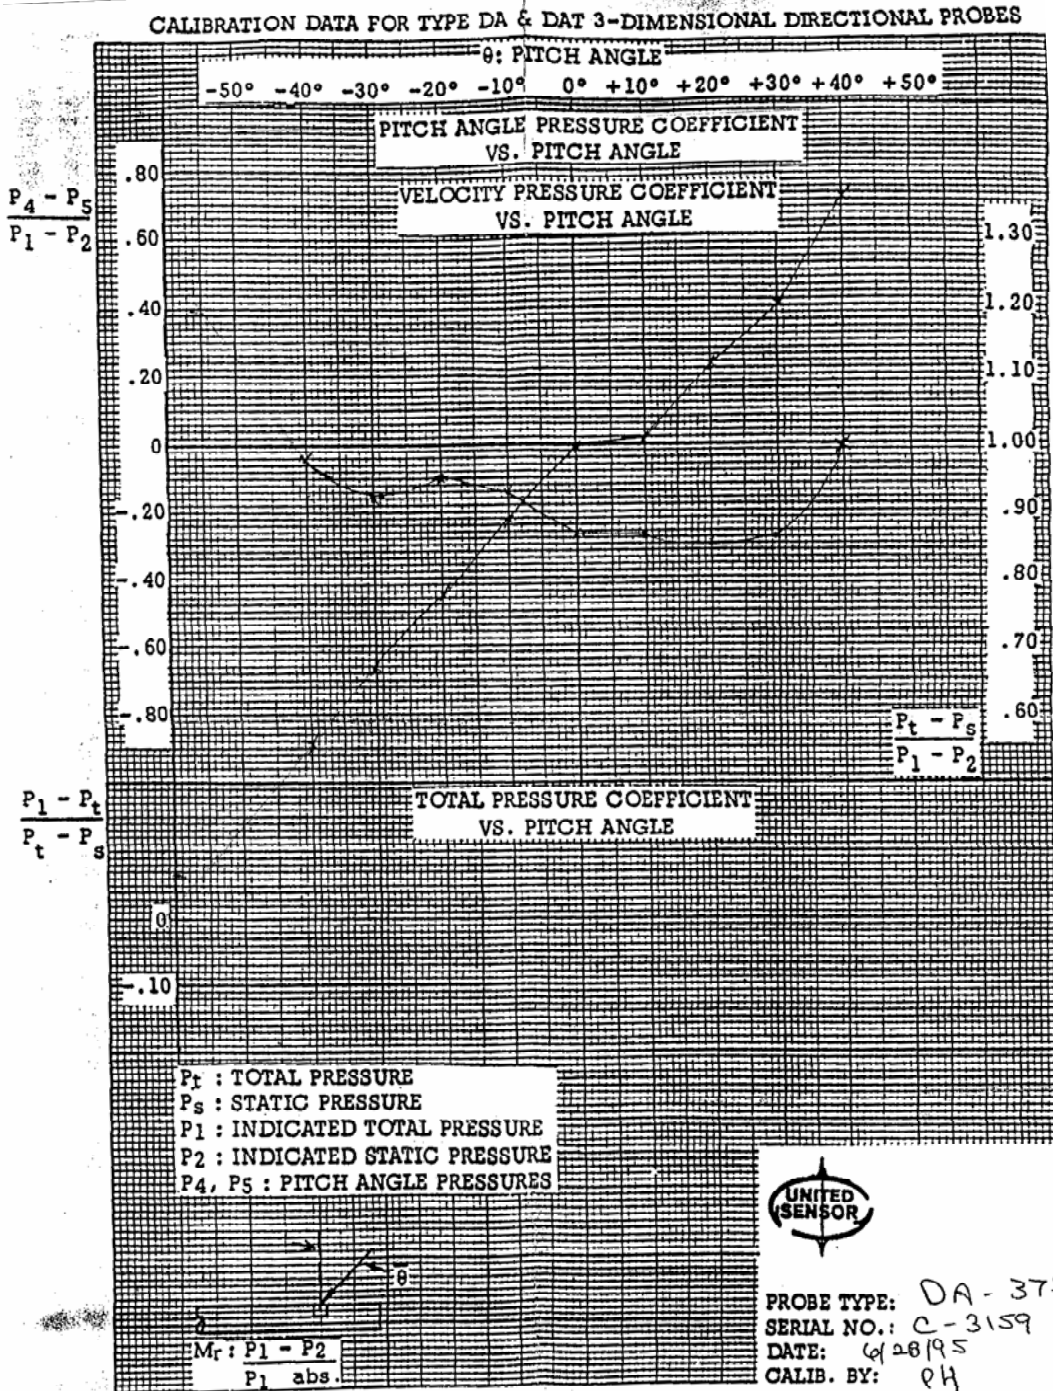 CALIBRATION DATA FOR TYPE DA & DAT 3-DIMENSIONAL DIRECTIONAL PROBES
θ: PITCH ANGLE
-50° -40° -30° -20° -10° 0° +10° +20° +30° +40° +50°
PITCH ANGLE PRESSURE COEFFICIENT
VS. PITCH ANGLE
VELOCITY PRESSURE COEFFICIENT
VS. PITCH ANGLE
P4 - P5
P1 - P2
.80
.60
.40
.20
0
-.20
-.40
-.60
-.80
1.30
1.20
1.10
1.00
.90
.80
.70
.60
Pt - Ps
P1 - P2
P1 - Pt
Pt - Ps
TOTAL PRESSURE COEFFICIENT
VS. PITCH ANGLE
0
-.10
Pt : TOTAL PRESSURE
Ps : STATIC PRESSURE
P1 : INDICATED TOTAL PRESSURE
P2 : INDICATED STATIC PRESSURE
P4, P5 : PITCH ANGLE PRESSURES
θ
Mr : P1 - P2
P1 abs.
UNITED
SENSOR
PROBE TYPE: DA - 37
SERIAL NO.: C - 3159
DATE: 6/28/95
CALIB. BY: PH